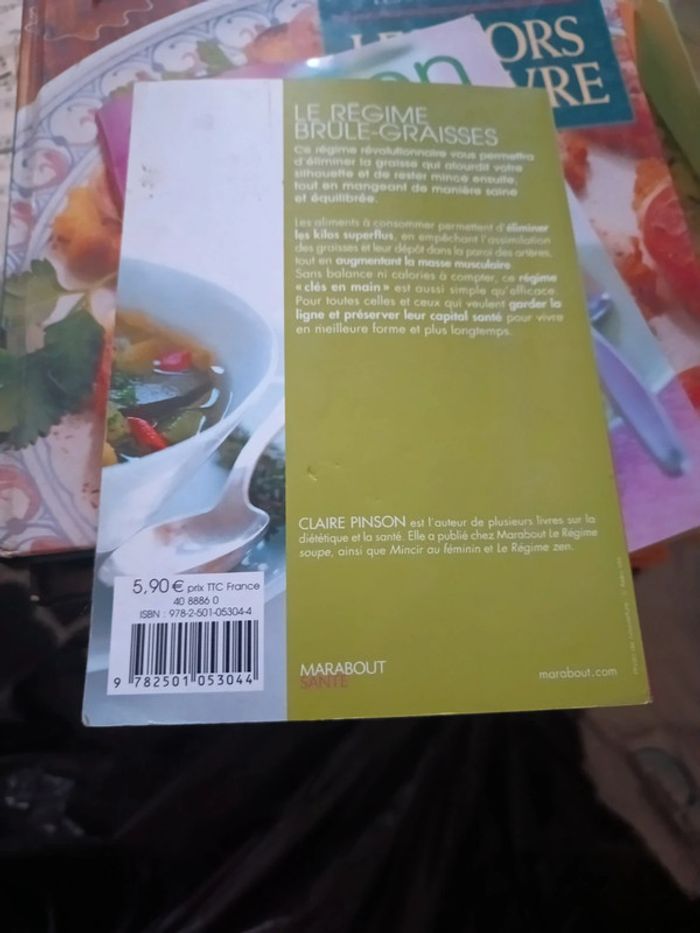 ORS
VRE
en
LE RÉGIME
BRÛLE-GRAISSES
Ce régime révolutionnaire vous permettra
d'éliminer la graisse qui alourdit votre
silhouette et de rester mince ensuite,
tout en mangeant de manière saine
et équilibrée.
Les aliments à consommer permettent d'éliminer
les kilos superflus, en empêchant l'assimilation
des graisses et leur dépôt dans la paroi des artères,
tout en augmentant la masse musculaire.
Sans balance ni calories à compter, ce régime
« clés en main » est aussi simple qu'efficace.
Pour toutes celles et ceux qui veulent garder la
ligne et préserver leur capital santé pour vivre
en meilleure forme et plus longtemps.
CLAIRE PINSON est l'auteur de plusieurs livres sur la
diététique et la santé. Elle a publié chez Marabout Le Régime
soupe, ainsi que Mincir au féminin et Le Régime zen.
5,90 € prix TTC France
40 8886 0
ISBN : 978-2-501-05304-4
9 782501 053044
MARABOUT
SANTÉ
marabout.com